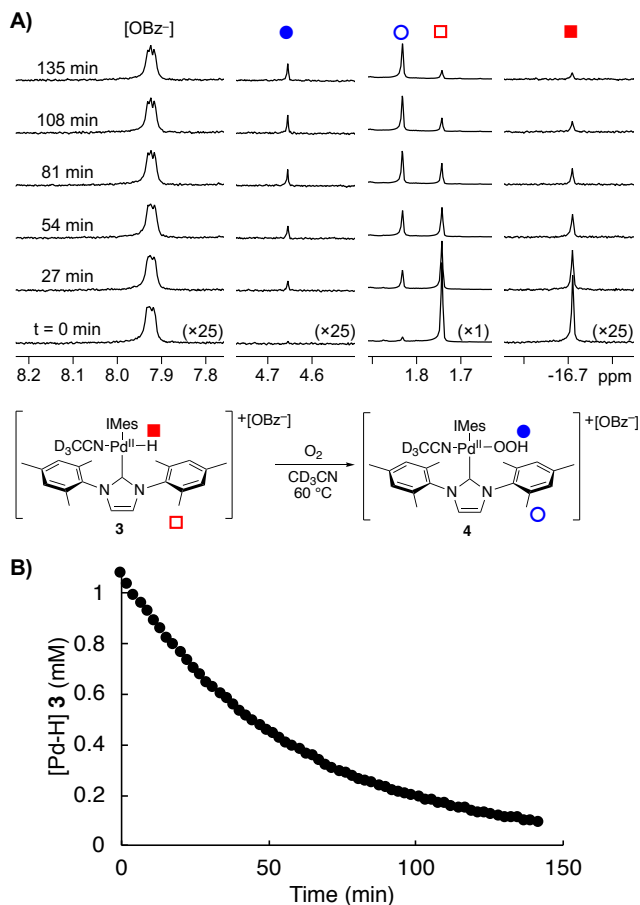 A)
[OBz⁻]
135 min
108 min
81 min
54 min
27 min
t = 0 min
(×25)
(×25)
(×1)
(×25)
8.2 8.1 8.0 7.9 7.8 4.7 4.6 1.8 1.7 -16.7 ppm
IMes
D₃CCN-Pdᴵᴵ-H
+[OBz⁻]
N N
3
O₂
CD₃CN
60 °C
IMes
D₃CCN-Pdᴵᴵ-OOH
+[OBz⁻]
N N
4
B)
[Pd-H] 3 (mM)
1
0.8
0.6
0.4
0.2
0
0 50 100 150
Time (min)